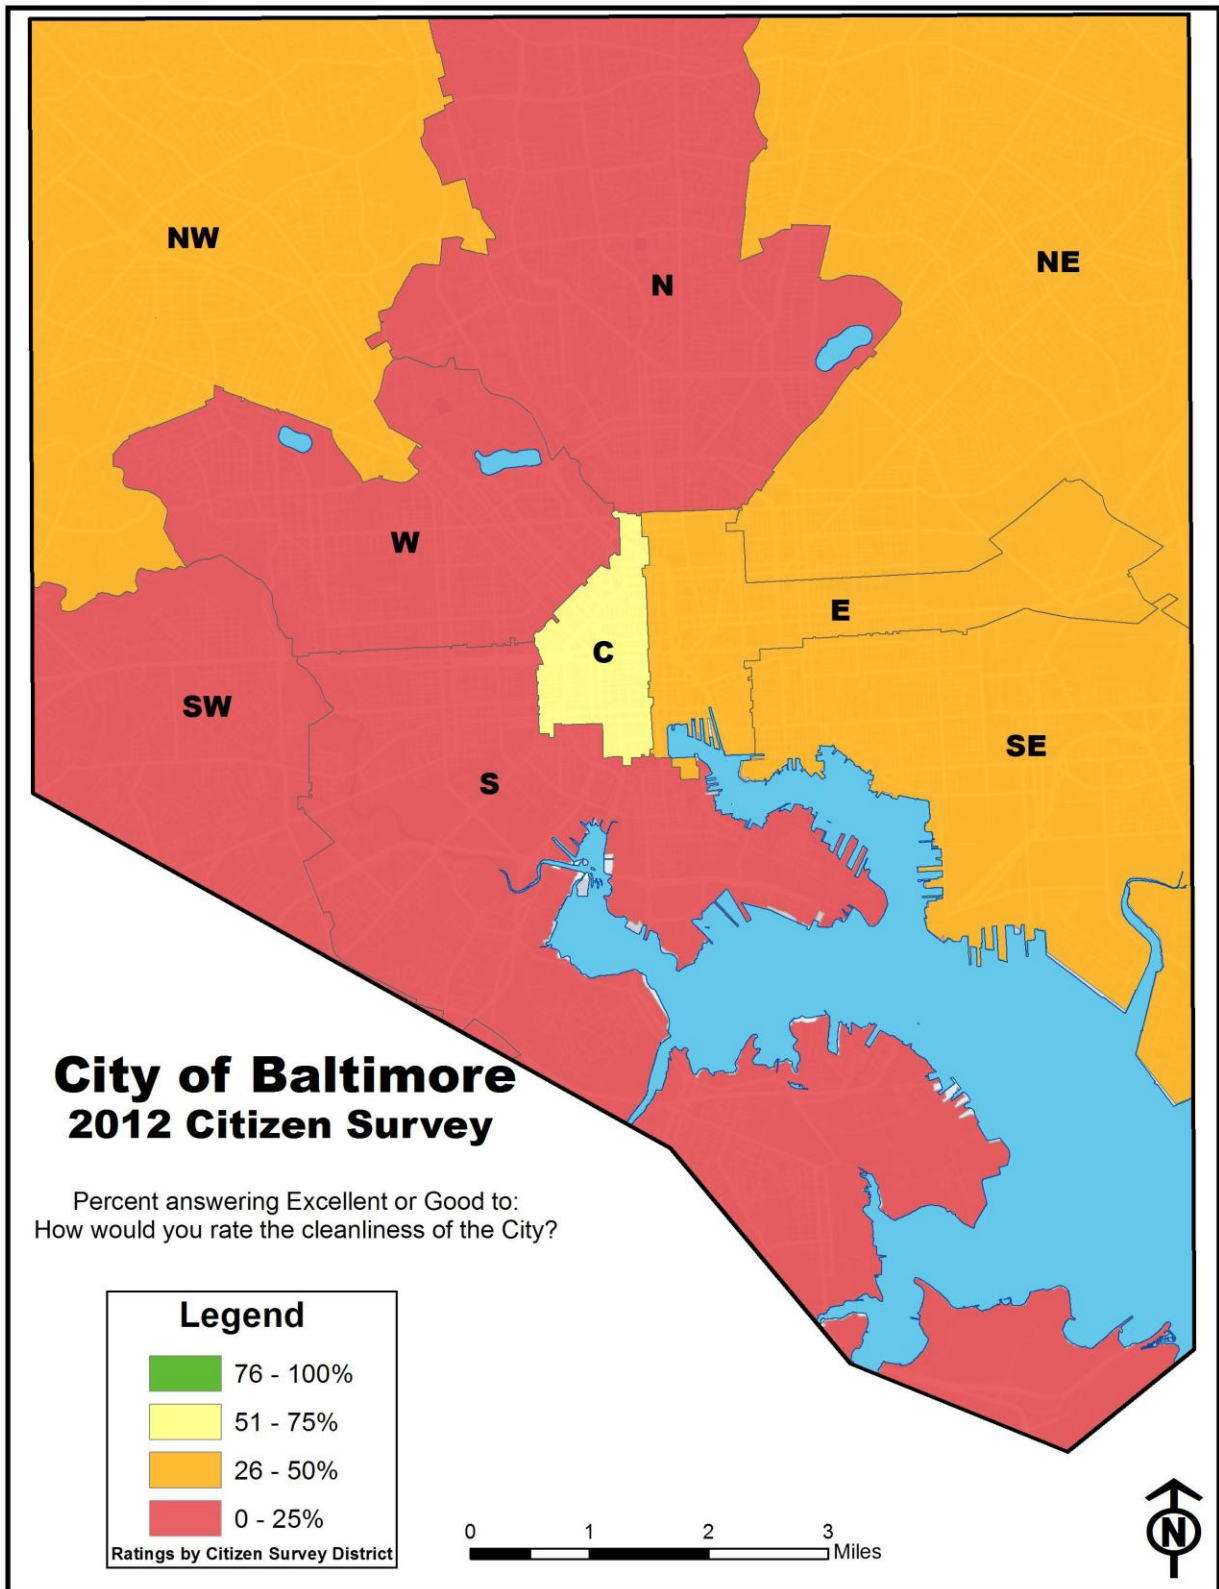 NW
NE
N
W
E
C
SW
SE
S
City of Baltimore
2012 Citizen Survey
Percent answering Excellent or Good to:
How would you rate the cleanliness of the City?
Legend
76 - 100%
51 - 75%
26 - 50%
0 - 25%
Ratings by Citizen Survey District
0 1 2 3
Miles
N